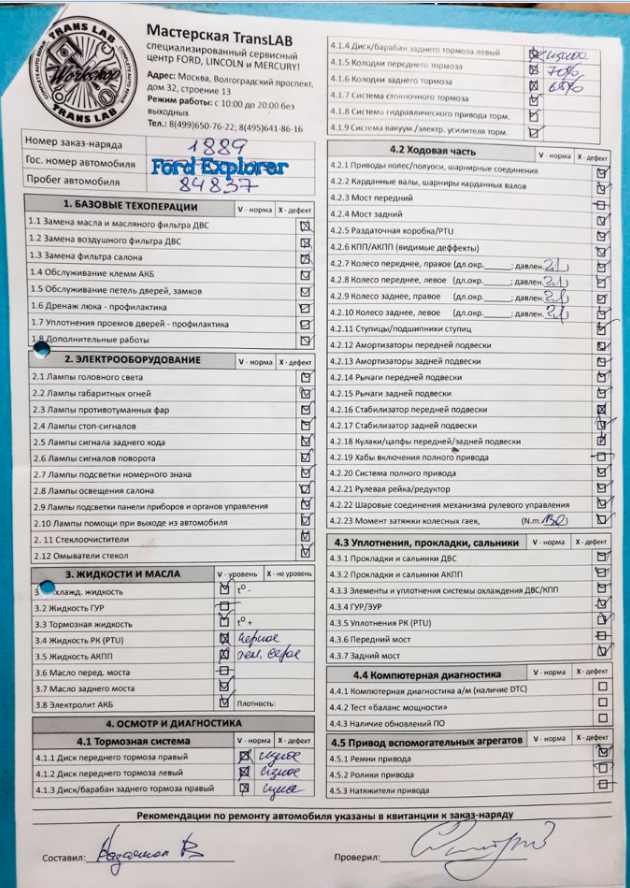 TRANS LAB
Workshop
TRANS LAB
Мастерская TransLAB
специализированный сервисный
центр FORD, LINCOLN и MERCURY!
Адрес: Москва, Волгоградский проспект,
дом 32, строение 13
Режим работы: с 10:00 до 20:00 без
выходных
Тел.: 8(499)650-76-22; 8(495)641-86-16
Номер заказ-наряда 1889
Гос. номер автомобиля Ford Explorer
Пробег автомобиля 84837
1. БАЗОВЫЕ ТЕХОПЕРАЦИИ V - норма X - дефект
1.1 Замена масла и масляного фильтра ДВС
1.2 Замена воздушного фильтра ДВС
1.3 Замена фильтра салона
1.4 Обслуживание клемм АКБ
1.5 Обслуживание петель дверей, замков
1.6 Дренаж люка - профилактика
1.7 Уплотнения проемов дверей - профилактика
1.8 Дополнительные работы
2. ЭЛЕКТРООБОРУДОВАНИЕ V - норма X - дефект
2.1 Лампы головного света
2.2 Лампы габаритных огней
2.3 Лампы противотуманных фар
2.4 Лампы стоп-сигналов
2.5 Лампы сигнала заднего хода
2.6 Лампы сигналов поворота
2.7 Лампы подсветки номерного знака
2.8 Лампы освещения салона
2.9 Лампы подсветки панели приборов и органов управления
2.10 Лампы помощи при выходе из автомобиля
2. 11 Стеклоочистители
2.12 Омыватели стекол
3. ЖИДКОСТИ И МАСЛА V - уровень X - не уровень
3 хлажд. жидкость t° -
3.2 Жидкость ГУР
3.3 Тормозная жидкость t° +
3.4 Жидкость РК (PTU) черное
3.5 Жидкость АКПП
3.6 Масло перед. моста
3.7 Масло заднего моста
3.8 Электролит АКБ Плотность:
4. ОСМОТР И ДИАГНОСТИКА
4.1 Тормозная система V - норма X - дефект
4.1.1 Диск переднего тормоза правый износ
4.1.2 Диск переднего тормоза левый износ
4.1.3 Диск/барабан заднего тормоза правый износ
4.1.4 Диск/барабан заднего тормоза левый износ
4.1.5 Колодки переднего тормоза 70%
4.1.6 Колодки заднего тормоза
4.1.7 Система стояночного тормоза
4.1.8 Система гидравлического привода торм.
4.1.9 Система вакуум./электр. усилителя торм.
4.2 Ходовая часть V - норма X - дефект
4.2.1 Приводы колес/полуоси, шарнирные соединения
4.2.2 Карданные валы, шарниры карданных валов
4.2.3 Мост передний
4.2.4 Мост задний
4.2.5 Раздаточная коробка/PTU
4.2.6 КПП/АКПП (видимые деффекты)
4.2.7 Колесо переднее, правое (дл.окр.______; давлен. 2.1)
4.2.8 Колесо переднее, левое (дл.окр.______; давлен. 2.1)
4.2.9 Колесо заднее, правое (дл.окр.______; давлен. 2.1)
4.2.10 Колесо заднее, левое (дл.окр.______; давлен. 2.1)
4.2.11 Ступицы/подшипники ступиц
4.2.12 Амортизаторы передней подвески
4.2.13 Амортизаторы задней подвески
4.2.14 Рычаги передней подвески
4.2.15 Рычаги задней подвески
4.2.16 Стабилизатор передней подвески
4.2.17 Стабилизатор задней подвески
4.2.18 Кулаки/цапфы передней/задней подвески
4.2.19 Хабы включения полного привода
4.2.20 Система полного привода
4.2.21 Рулевая рейка/редуктор
4.2.22 Шаровые соединения механизма рулевого управления
4.2.23 Момент затяжки колесных гаек, (N.m. 130)
4.3 Уплотнения, прокладки, сальники V - норма X - дефект
4.3.1 Прокладки и сальники ДВС
4.3.2 Прокладки и сальники АКПП
4.3.3 Элементы и уплотнения системы охлаждения ДВС/КПП
4.3.4 ГУР/ЭУР
4.3.5 Уплотнения РК (PTU)
4.3.6 Передний мост
4.3.7 Задний мост
4.4 Компьютерная диагностика V - норма X - дефект
4.4.1 Компьютерная диагностика а/м (наличие DTC)
4.4.2 Тест «баланс мощности»
4.4.3 Наличие обновлений ПО
4.5 Привод вспомогательных агрегатов V - норма X - дефект
4.5.1 Ремни привода
4.5.2 Ролики привода
4.5.3 Натяжители привода
Рекомендации по ремонту автомобиля указаны в квитанции к заказ-наряду
Составил: Проверил: